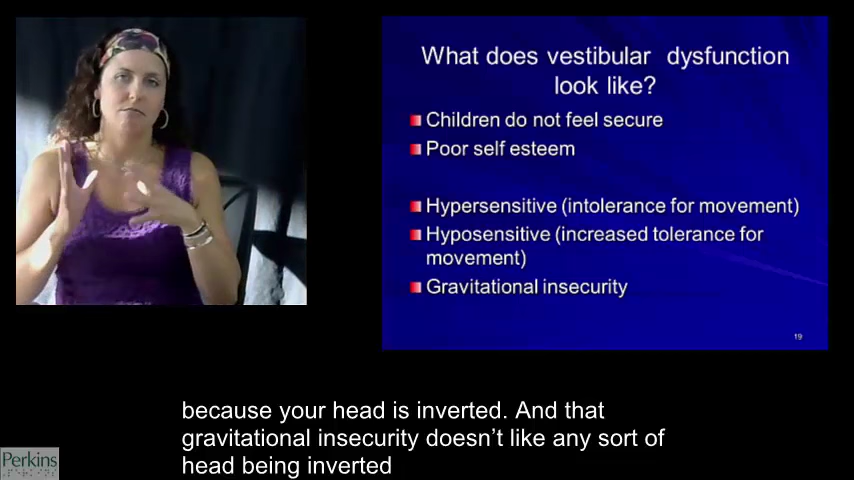 What does vestibular dysfunction
look like?
Children do not feel secure
Poor self esteem
Hypersensitive (intolerance for movement)
Hyposensitive (increased tolerance for
movement)
Gravitational insecurity
19
because your head is inverted. And that
gravitational insecurity doesn't like any sort of
head being inverted
Perkins